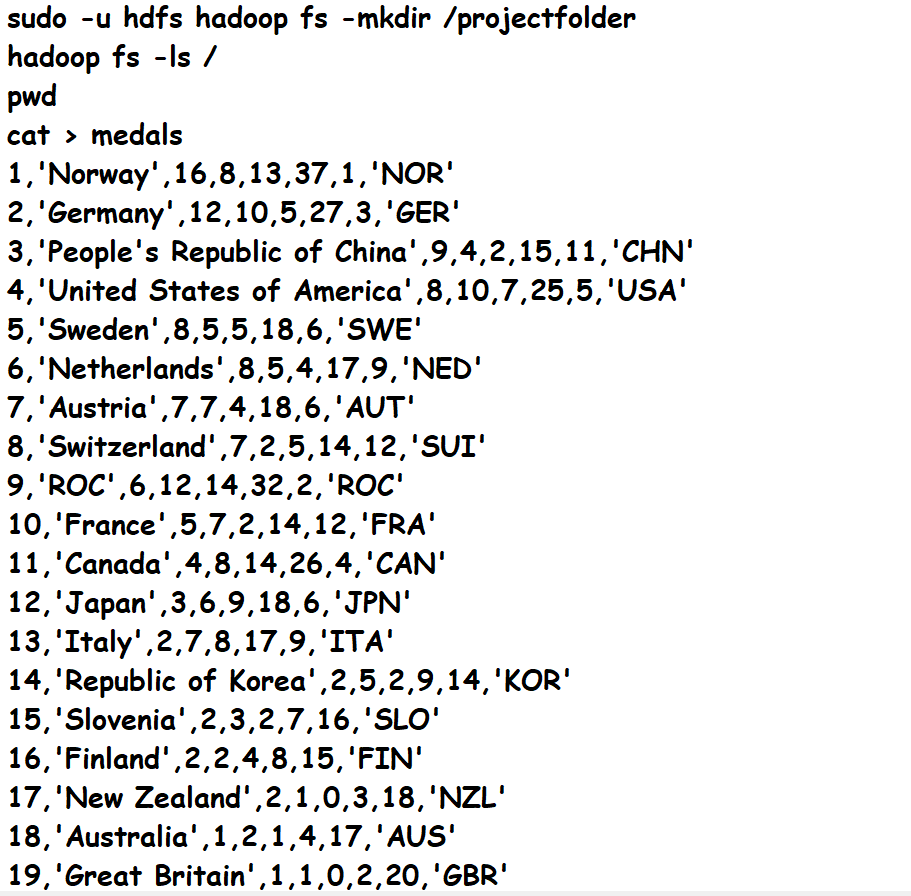 sudo -u hdfs hadoop fs -mkdir /projectfolder
hadoop fs -ls /
pwd
cat > medals
1,'Norway',16,8,13,37,1,'NOR'
2,'Germany',12,10,5,27,3,'GER'
3,'People's Republic of China',9,4,2,15,11,'CHN'
4,'United States of America',8,10,7,25,5,'USA'
5,'Sweden',8,5,5,18,6,'SWE'
6,'Netherlands',8,5,4,17,9,'NED'
7,'Austria',7,7,4,18,6,'AUT'
8,'Switzerland',7,2,5,14,12,'SUI'
9,'ROC',6,12,14,32,2,'ROC'
10,'France',5,7,2,14,12,'FRA'
11,'Canada',4,8,14,26,4,'CAN'
12,'Japan',3,6,9,18,6,'JPN'
13,'Italy',2,7,8,17,9,'ITA'
14,'Republic of Korea',2,5,2,9,14,'KOR'
15,'Slovenia',2,3,2,7,16,'SLO'
16,'Finland',2,2,4,8,15,'FIN'
17,'New Zealand',2,1,0,3,18,'NZL'
18,'Australia',1,2,1,4,17,'AUS'
19,'Great Britain',1,1,0,2,20,'GBR'